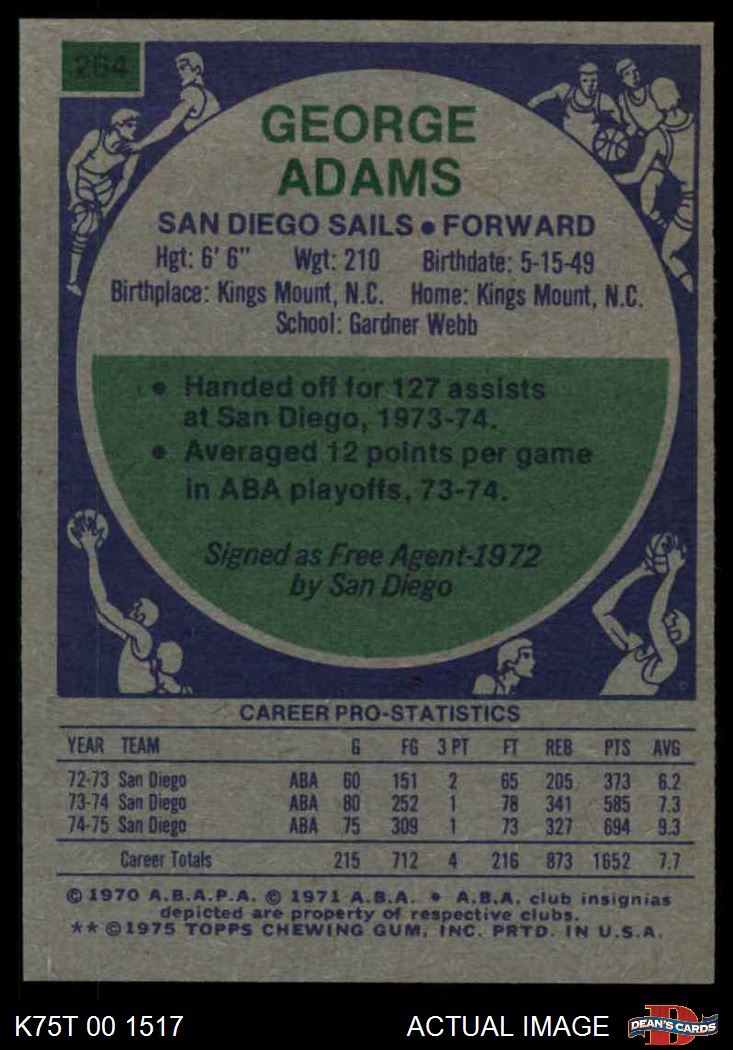 264
GEORGE
ADAMS
SAN DIEGO SAILS • FORWARD
Hgt: 6' 6" Wgt: 210 Birthdate: 5-15-49
Birthplace: Kings Mount, N.C. Home: Kings Mount, N.C.
School: Gardner Webb
• Handed off for 127 assists
at San Diego, 1973-74.
• Averaged 12 points per game
in ABA playoffs, 73-74.
Signed as Free Agent-1972
by San Diego
CAREER PRO-STATISTICS
YEAR TEAM G FG 3 PT FT REB PTS AVG
72-73 San Diego ABA 60 151 2 65 205 373 6.2
73-74 San Diego ABA 80 252 1 78 341 585 7.3
74-75 San Diego ABA 75 309 1 73 327 694 9.3
Career Totals 215 712 4 216 873 1652 7.7
© 1970 A.B.A.P.A. © 1971 A.B.A. • A.B.A. club insignias
depicted are property of respective clubs.
** ©1975 TOPPS CHEWING GUM, INC. PRTD. IN U.S.A.
K75T 00 1517 ACTUAL IMAGE D DEAN'S CARDS